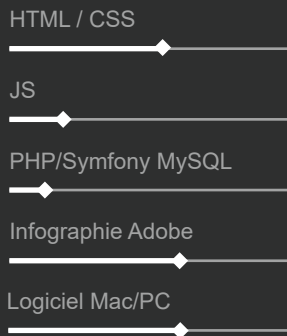 HTML / CSS
JS
PHP/Symfony MySQL
Infographie Adobe
Logiciel Mac/PC